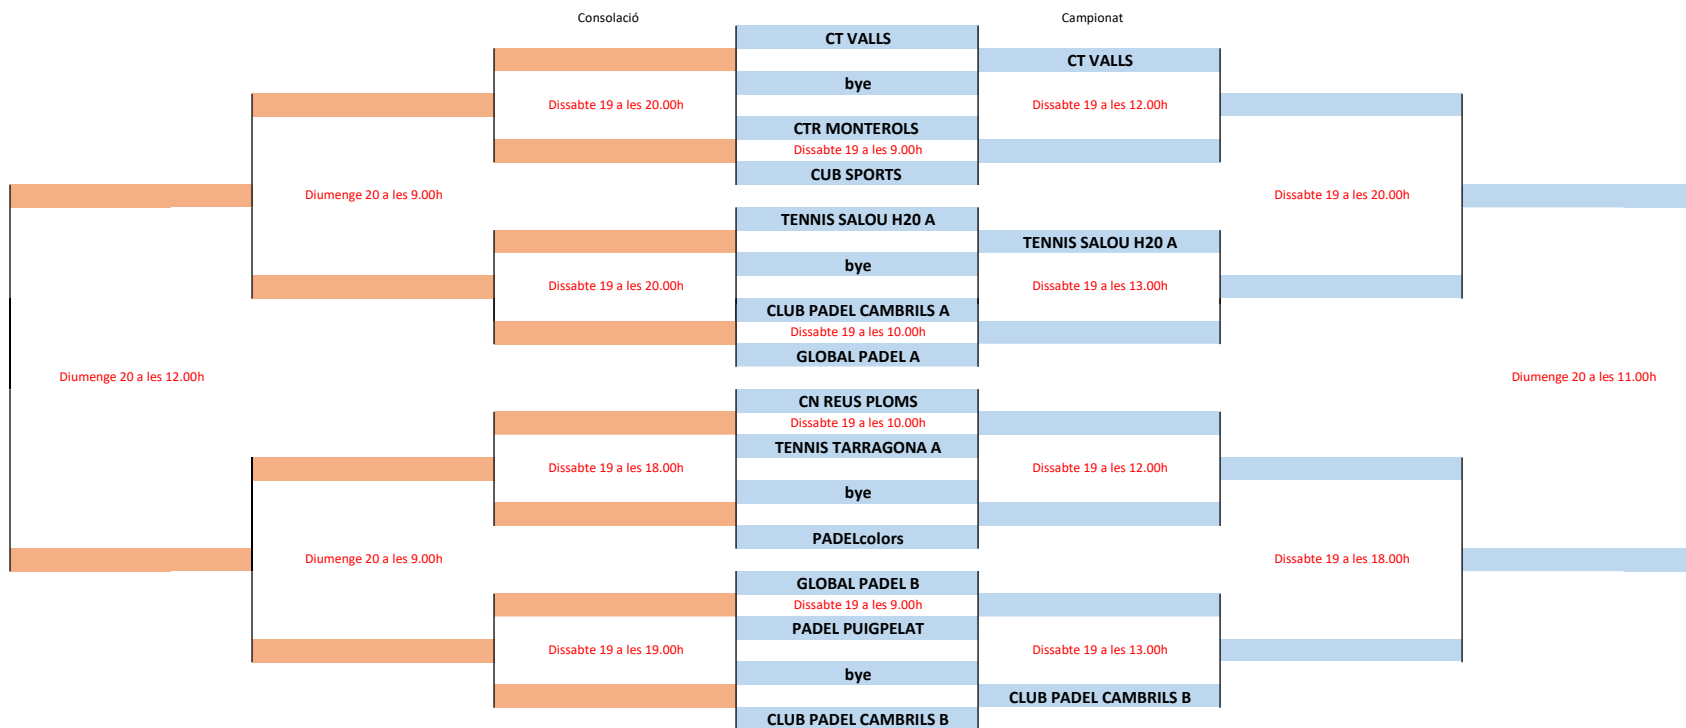 Consolació
Campionat
CT VALLS
CT VALLS
bye
Dissabte 19 a les 20.00h
Dissabte 19 a les 12.00h
CTR MONTEROLS
Dissabte 19 a les 9.00h
CUB SPORTS
Diumenge 20 a les 9.00h
Dissabte 19 a les 20.00h
TENNIS SALOU H20 A
TENNIS SALOU H20 A
bye
Dissabte 19 a les 20.00h
Dissabte 19 a les 13.00h
CLUB PADEL CAMBRILS A
Dissabte 19 a les 10.00h
GLOBAL PADEL A
Diumenge 20 a les 12.00h
Diumenge 20 a les 11.00h
CN REUS PLOMS
Dissabte 19 a les 10.00h
TENNIS TARRAGONA A
Dissabte 19 a les 18.00h
Dissabte 19 a les 12.00h
bye
PADELcolors
Diumenge 20 a les 9.00h
Dissabte 19 a les 18.00h
GLOBAL PADEL B
Dissabte 19 a les 9.00h
PADEL PUIGPELAT
Dissabte 19 a les 19.00h
Dissabte 19 a les 13.00h
bye
CLUB PADEL CAMBRILS B
CLUB PADEL CAMBRILS B